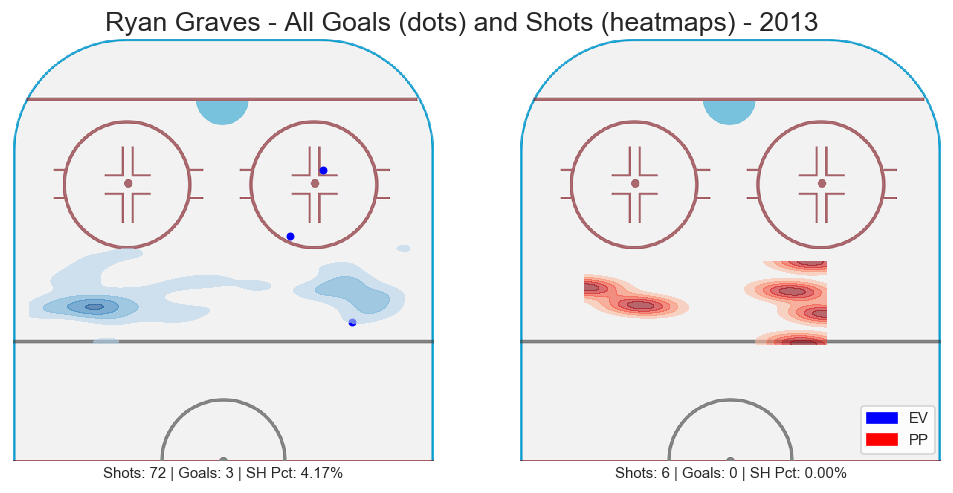 Ryan Graves - All Goals (dots) and Shots (heatmaps) - 2013
EV
PP
Shots: 72 | Goals: 3 | SH Pct: 4.17%
Shots: 6 | Goals: 0 | SH Pct: 0.00%